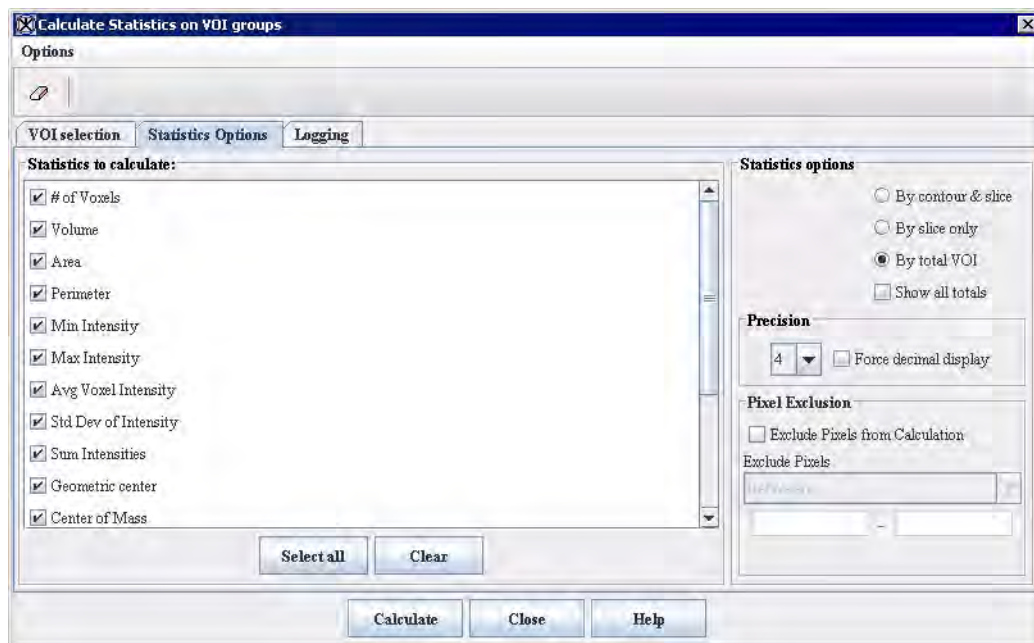 Calculate Statistics on VOI groups
Options
VOI selection Statistics Options Logging
Statistics to calculate:
# of Voxels
Volume
Area
Perimeter
Min Intensity
Max Intensity
Avg Voxel Intensity
Std Dev of Intensity
Sum Intensities
Geometric center
Center of Mass
Select all Clear
Statistics options
By contour & slice
By slice only
By total VOI
Show all totals
Precision
4 Force decimal display
Pixel Exclusion
Exclude Pixels from Calculation
Exclude Pixels
–
Calculate Close Help